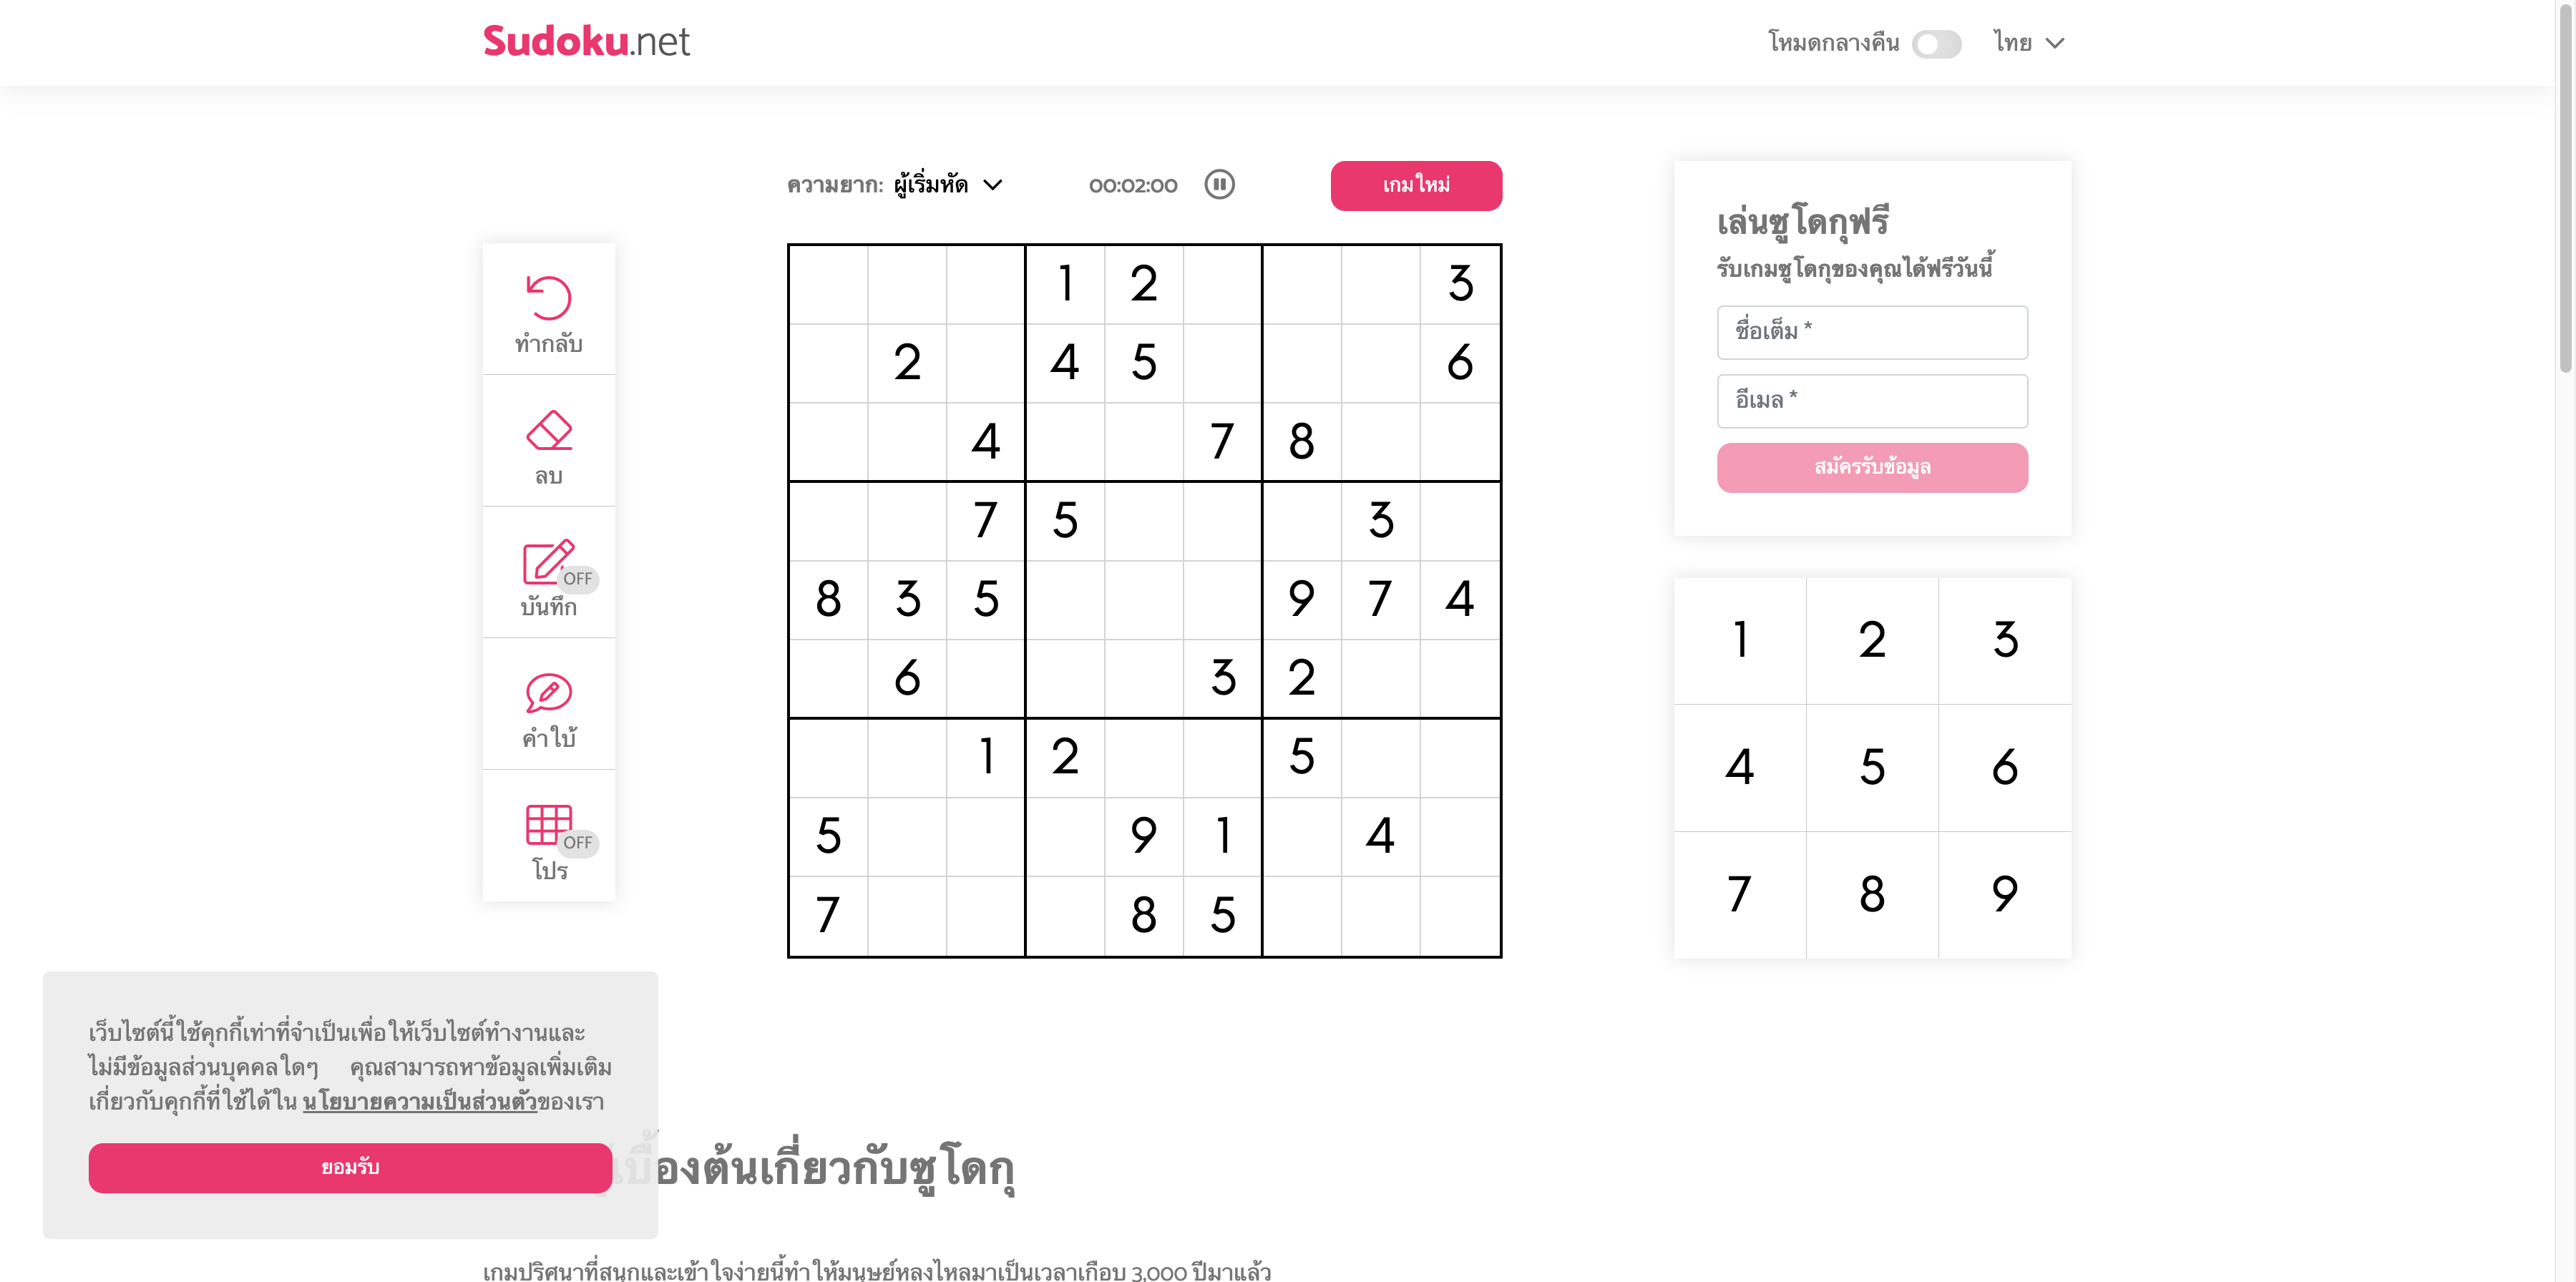 Sudoku.net
โหมดกลางคืน ไทย
ความยาก: ผู้เริ่มหัด 00:02:00 เกมใหม่
ทำกลับ
ลบ
OFF
บันทึก
คำใบ้
OFF
โปร
1 2 3
2 4 5 6
4 7 8
7 5 3
8 3 5 9 7 4
6 3 2
1 2 5
5 9 1 4
7 8 5
เล่นซูโดกุฟรี
รับเกมซูโดกุของคุณได้ฟรีวันนี้
ชื่อเต็ม *
อีเมล *
สมัครรับข้อมูล
1 2 3
4 5 6
7 8 9
เว็บไซต์นี้ใช้คุกกี้เท่าที่จำเป็นเพื่อให้เว็บไซต์ทำงานและ
ไม่มีข้อมูลส่วนบุคคลใดๆ คุณสามารถหาข้อมูลเพิ่มเติม
เกี่ยวกับคุกกี้ที่ใช้ได้ใน นโยบายความเป็นส่วนตัวของเรา
ยอมรับ
เบื้องต้นเกี่ยวกับซูโดกุ
เกมปริศนาที่สนุกและเข้าใจง่ายนี้ทำให้มนุษย์หลงไหลมาเป็นเวลาเกือบ 3,000 ปีมาแล้ว